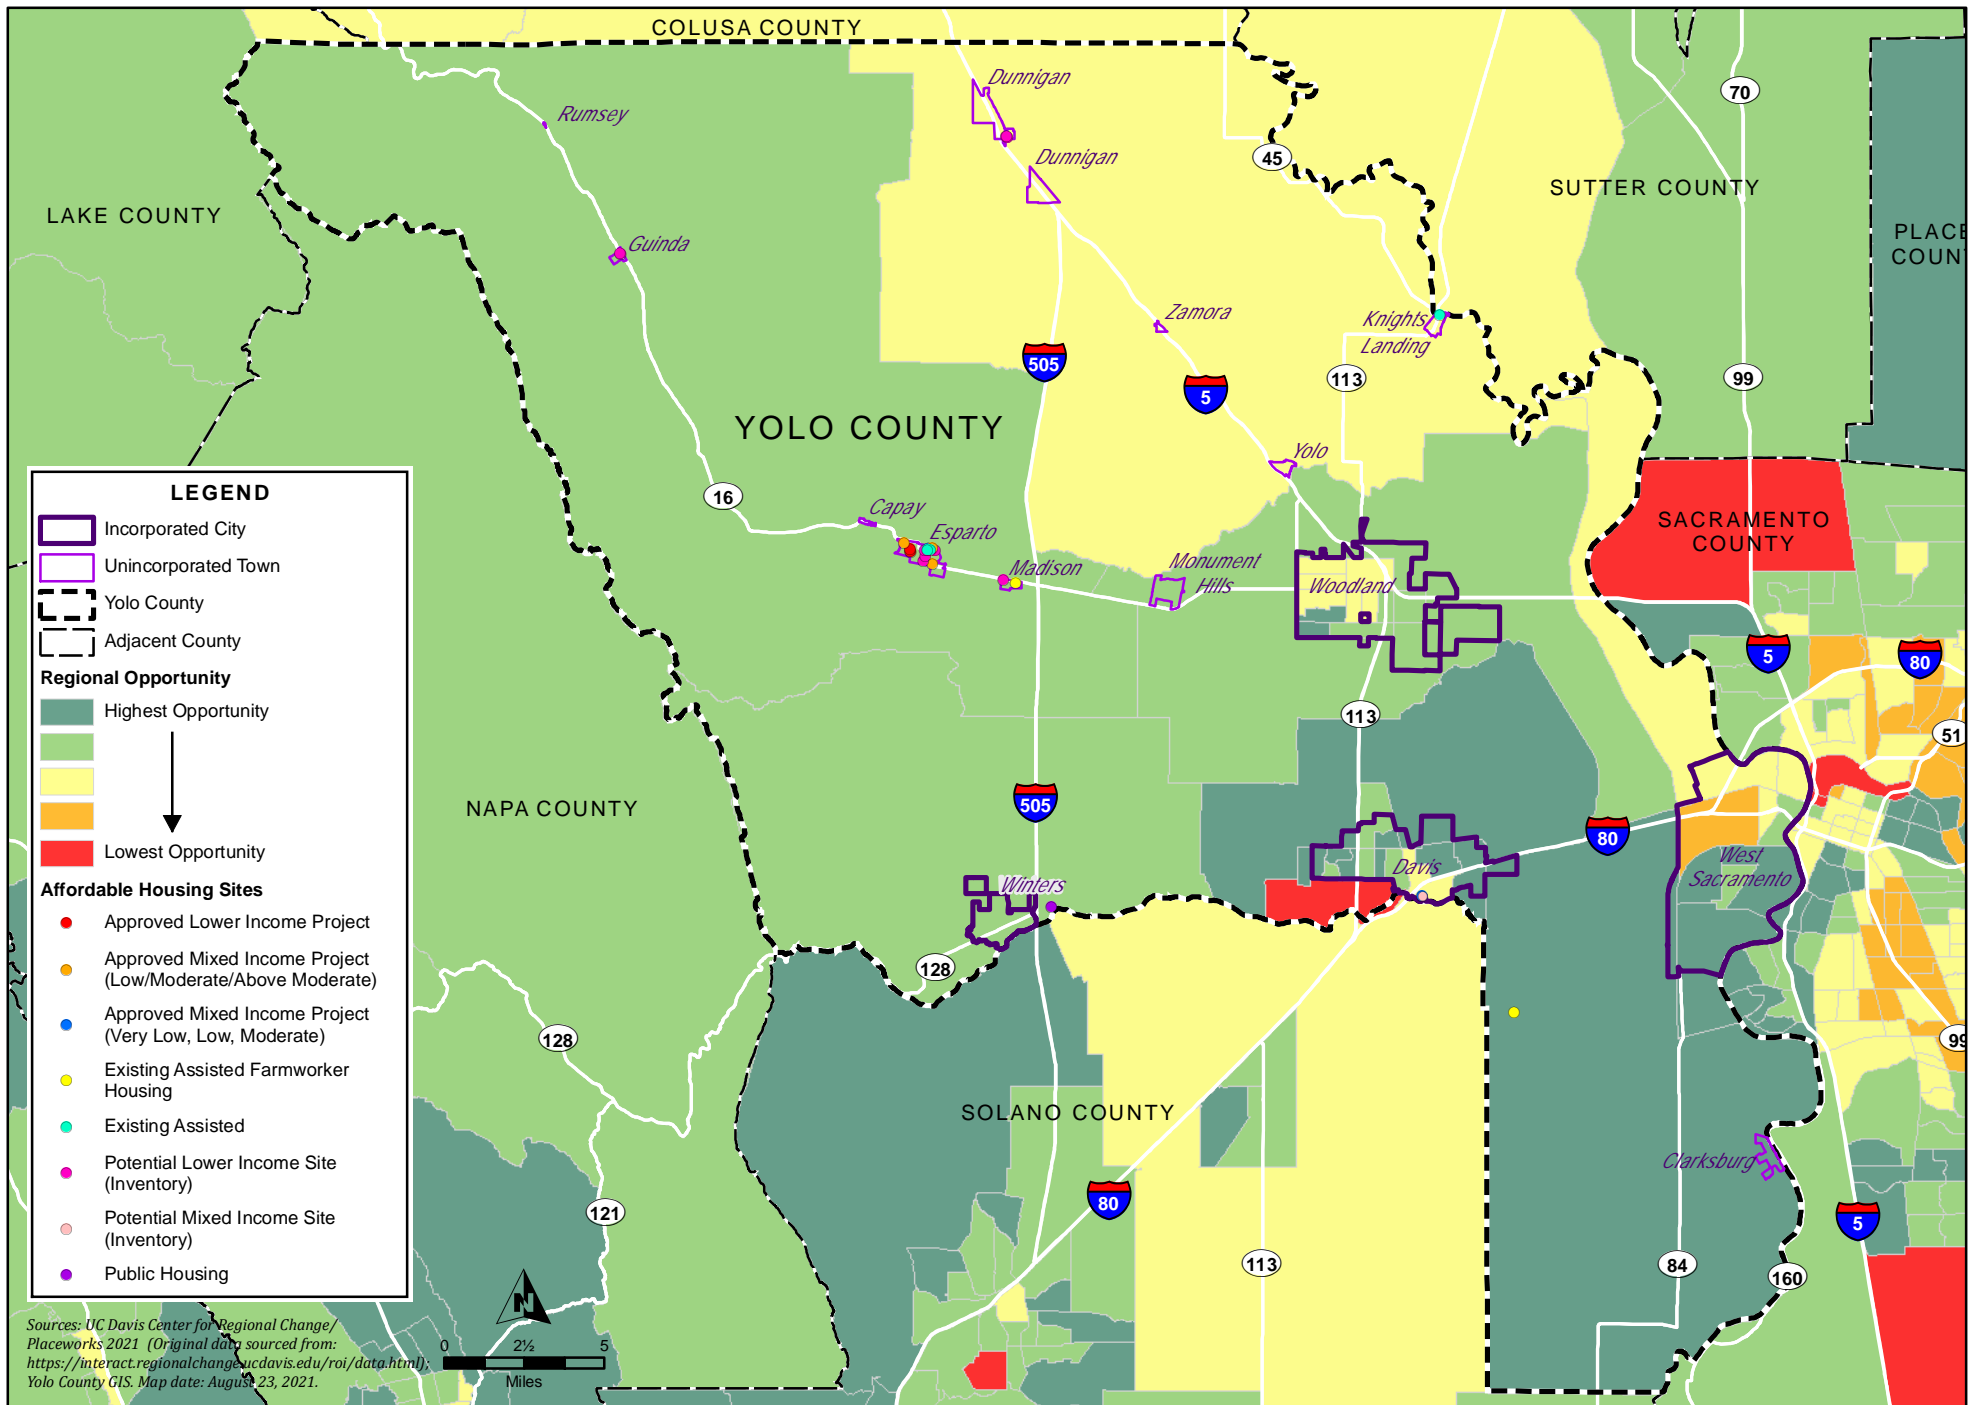 COLUSA COUNTY
Dunnigan
70
Rumsey
Dunnigan
45
SUTTER COUNTY
LAKE COUNTY
PLACE
COUN
Guinda
Zamora
Knights
Landing
505
113
99
5
YOLO COUNTY
Yolo
16
Capay
Esparto
SACRAMENTO
COUNTY
Madison
Monument
Hills
Woodland
5
80
113
51
NAPA COUNTY
505
80
West
Sacramento
Davis
Winters
128
128
99
SOLANO COUNTY
Clarksburg
80
121
5
113
84
160
LEGEND
Incorporated City
Unincorporated Town
Yolo County
Adjacent County
Regional Opportunity
Highest Opportunity
Lowest Opportunity
Affordable Housing Sites
Approved Lower Income Project
Approved Mixed Income Project
(Low/Moderate/Above Moderate)
Approved Mixed Income Project
(Very Low, Low, Moderate)
Existing Assisted Farmworker
Housing
Existing Assisted
Potential Lower Income Site
(Inventory)
Potential Mixed Income Site
(Inventory)
Public Housing
N
0 2½ 5
Miles
Sources: UC Davis Center for Regional Change/
Placeworks 2021 (Original data sourced from:
https://interact.regionalchange.ucdavis.edu/roi/data.html);
Yolo County GIS. Map date: August 23, 2021.